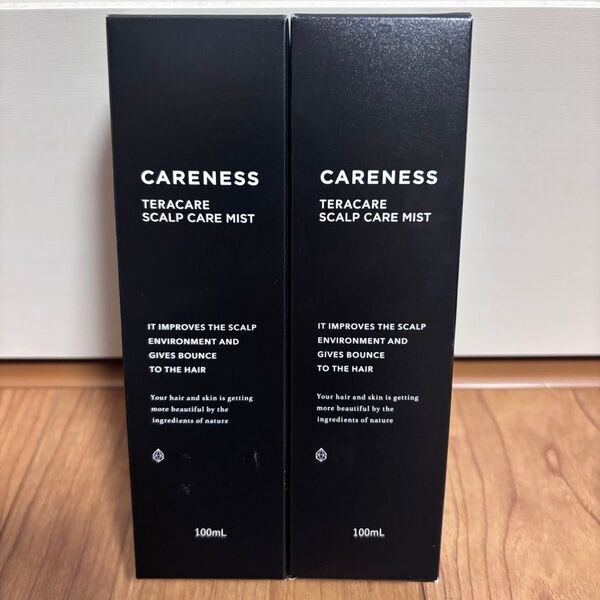 CARENESS
TERACARE
SCALP CARE MIST
IT IMPROVES THE SCALP
ENVIRONMENT AND
GIVES BOUNCE
TO THE HAIR
Your hair and skin is getting
more beautiful by the
ingredients of nature
100mL
CARENESS
TERACARE
SCALP CARE MIST
IT IMPROVES THE SCALP
ENVIRONMENT AND
GIVES BOUNCE
TO THE HAIR
Your hair and skin is getting
more beautiful by the
ingredients of nature
100mL